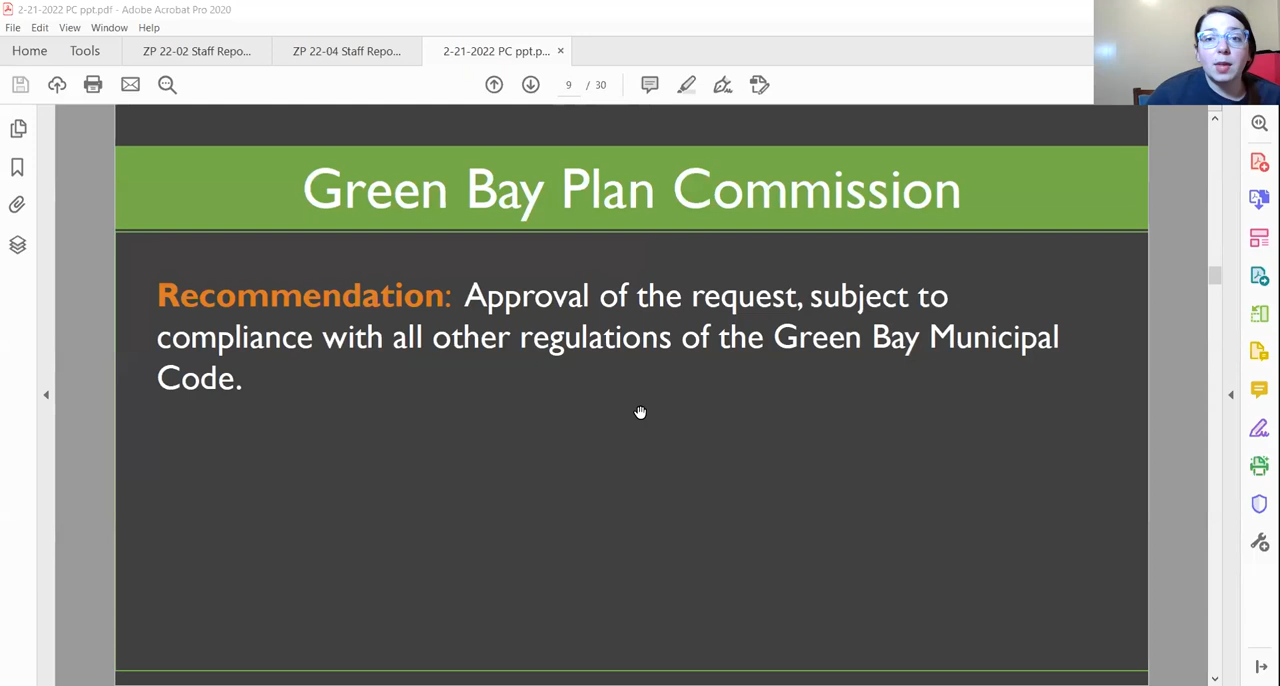 2-21-2022 PC ppt.pdf - Adobe Acrobat Pro 2020
File Edit View Window Help
Home Tools ZP 22-02 Staff Repo... ZP 22-04 Staff Repo... 2-21-2022 PC ppt.p... ×
9 / 30
Green Bay Plan Commission
Recommendation: Approval of the request, subject to
compliance with all other regulations of the Green Bay Municipal
Code.